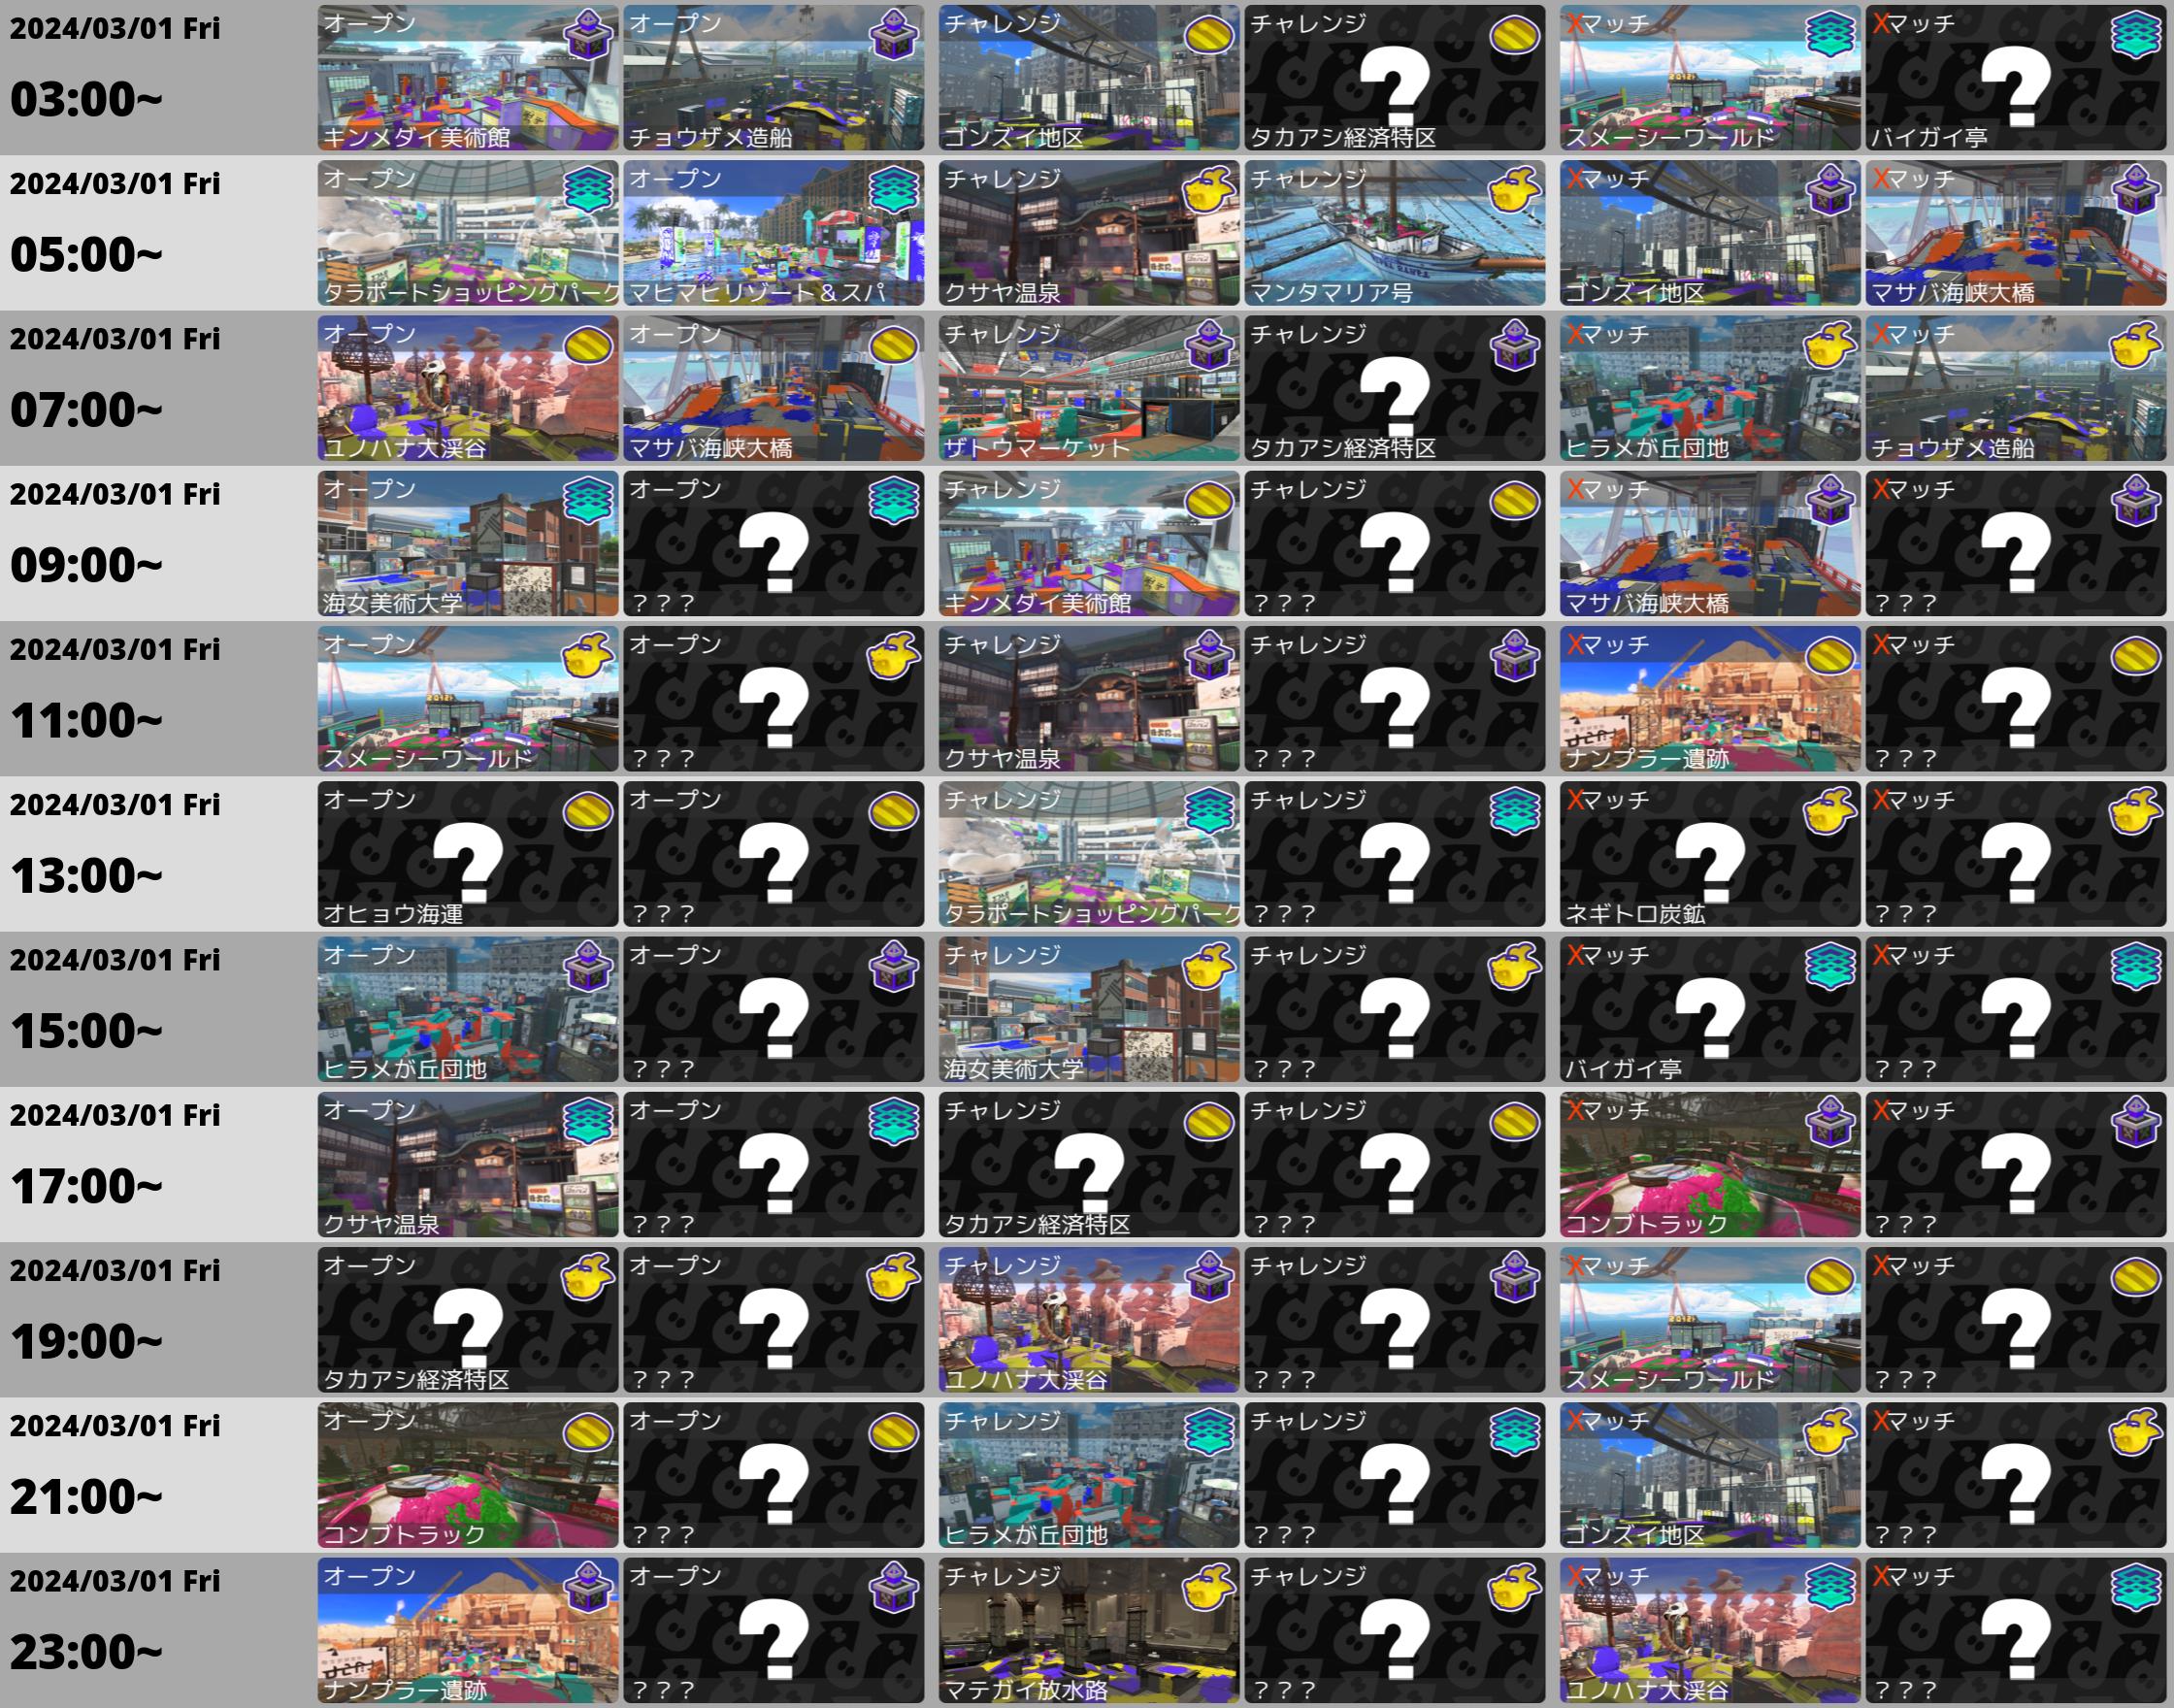 2024/03/01 Fri
03:00~
オープン
キンメダイ美術館
オープン
チョウザメ造船
チャレンジ
ゴンズイ地区
チャレンジ
タカアシ経済特区
Xマッチ
スメーシーワールド
Xマッチ
バイガイ亭
2024/03/01 Fri
05:00~
オープン
タラポートショッピングパーク
オープン
マヒマヒリゾート＆スパ
チャレンジ
クサヤ温泉
チャレンジ
マンタマリア号
Xマッチ
ゴンズイ地区
Xマッチ
マサバ海峡大橋
2024/03/01 Fri
07:00~
オープン
ユノハナ大渓谷
オープン
マサバ海峡大橋
チャレンジ
ザトウマーケット
チャレンジ
タカアシ経済特区
Xマッチ
ヒラメが丘団地
Xマッチ
チョウザメ造船
2024/03/01 Fri
09:00~
オープン
海女美術大学
オープン
？？？
チャレンジ
キンメダイ美術館
チャレンジ
？？？
Xマッチ
マサバ海峡大橋
Xマッチ
？？？
2024/03/01 Fri
11:00~
オープン
スメーシーワールド
オープン
？？？
チャレンジ
クサヤ温泉
チャレンジ
？？？
Xマッチ
ナンプラー遺跡
Xマッチ
？？？
2024/03/01 Fri
13:00~
オープン
オヒョウ海運
オープン
？？？
チャレンジ
タラポートショッピングパーク
チャレンジ
？？？
Xマッチ
ネギトロ炭鉱
Xマッチ
？？？
2024/03/01 Fri
15:00~
オープン
ヒラメが丘団地
オープン
？？？
チャレンジ
海女美術大学
チャレンジ
？？？
Xマッチ
バイガイ亭
Xマッチ
？？？
2024/03/01 Fri
17:00~
オープン
クサヤ温泉
オープン
？？？
チャレンジ
タカアシ経済特区
チャレンジ
？？？
Xマッチ
コンブトラック
Xマッチ
？？？
2024/03/01 Fri
19:00~
オープン
タカアシ経済特区
オープン
？？？
チャレンジ
ユノハナ大渓谷
チャレンジ
？？？
Xマッチ
スメーシーワールド
Xマッチ
？？？
2024/03/01 Fri
21:00~
オープン
コンブトラック
オープン
？？？
チャレンジ
ヒラメが丘団地
チャレンジ
？？？
Xマッチ
ゴンズイ地区
Xマッチ
？？？
2024/03/01 Fri
23:00~
オープン
ナンプラー遺跡
オープン
？？？
チャレンジ
マテガイ放水路
チャレンジ
？？？
Xマッチ
ユノハナ大渓谷
Xマッチ
？？？